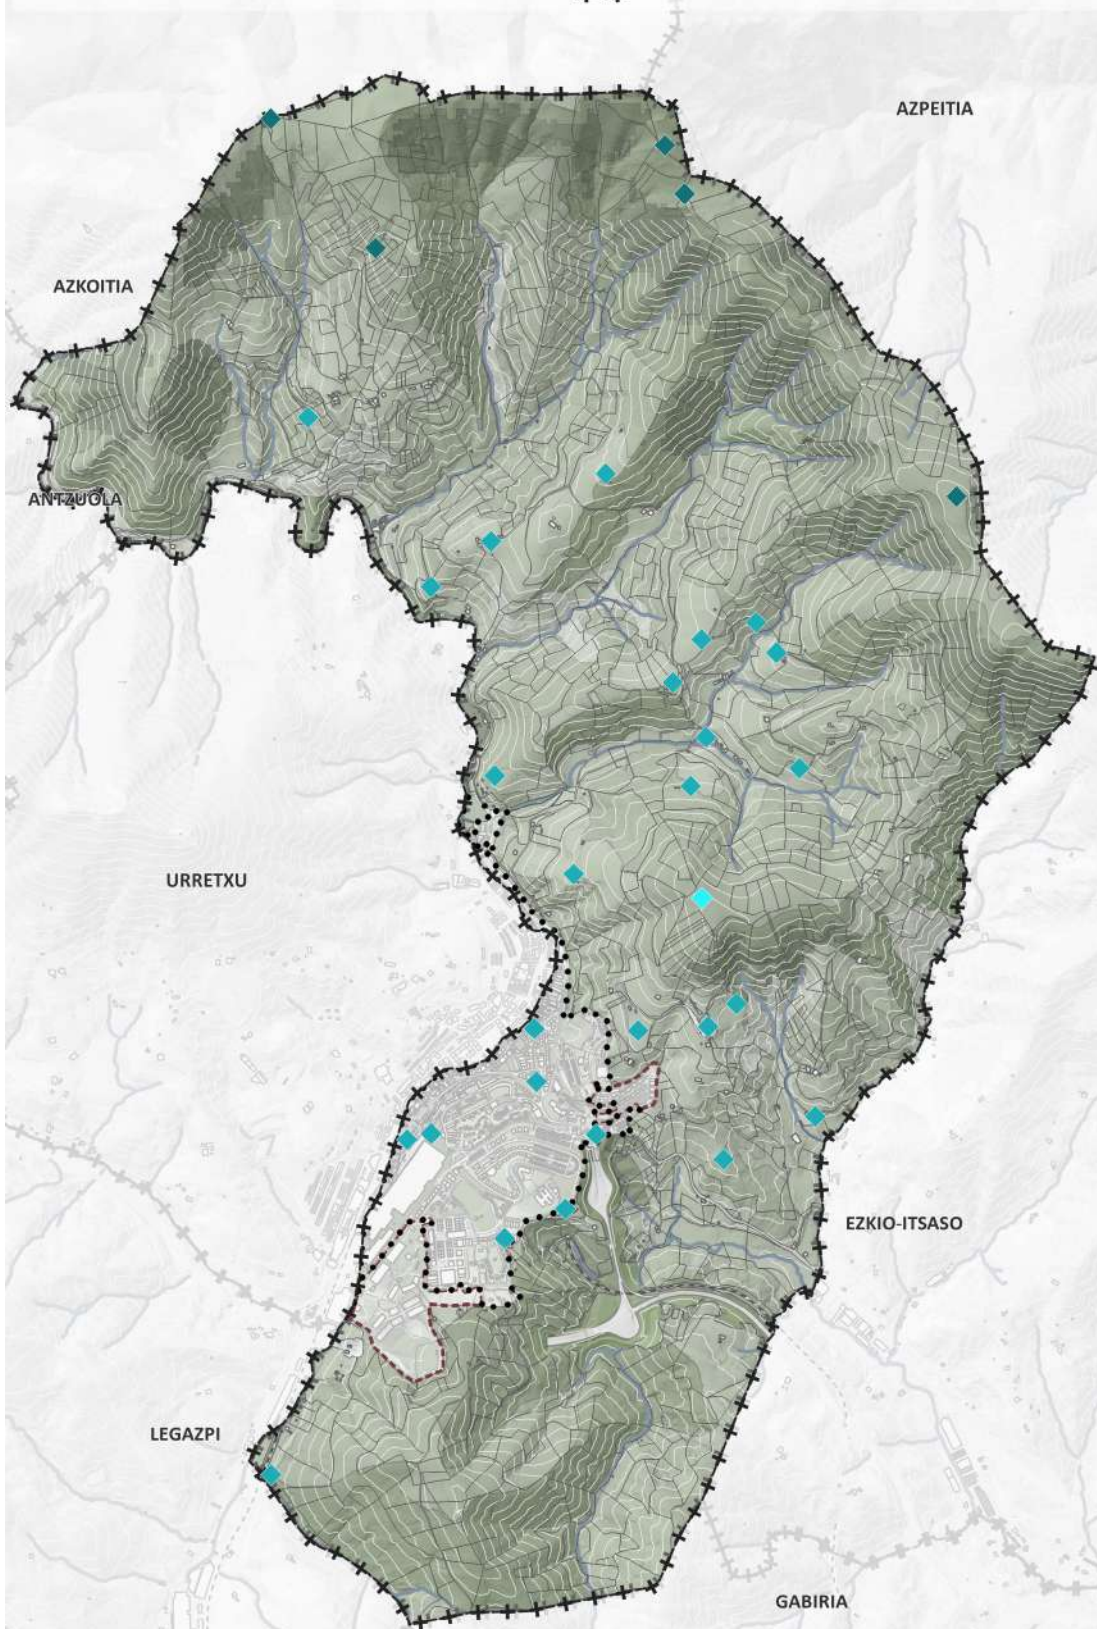 AZPEITIA
AZKOITIA
ANTZUOLA
URRETXU
EZKIO-ITSASO
LEGAZPI
GABIRIA